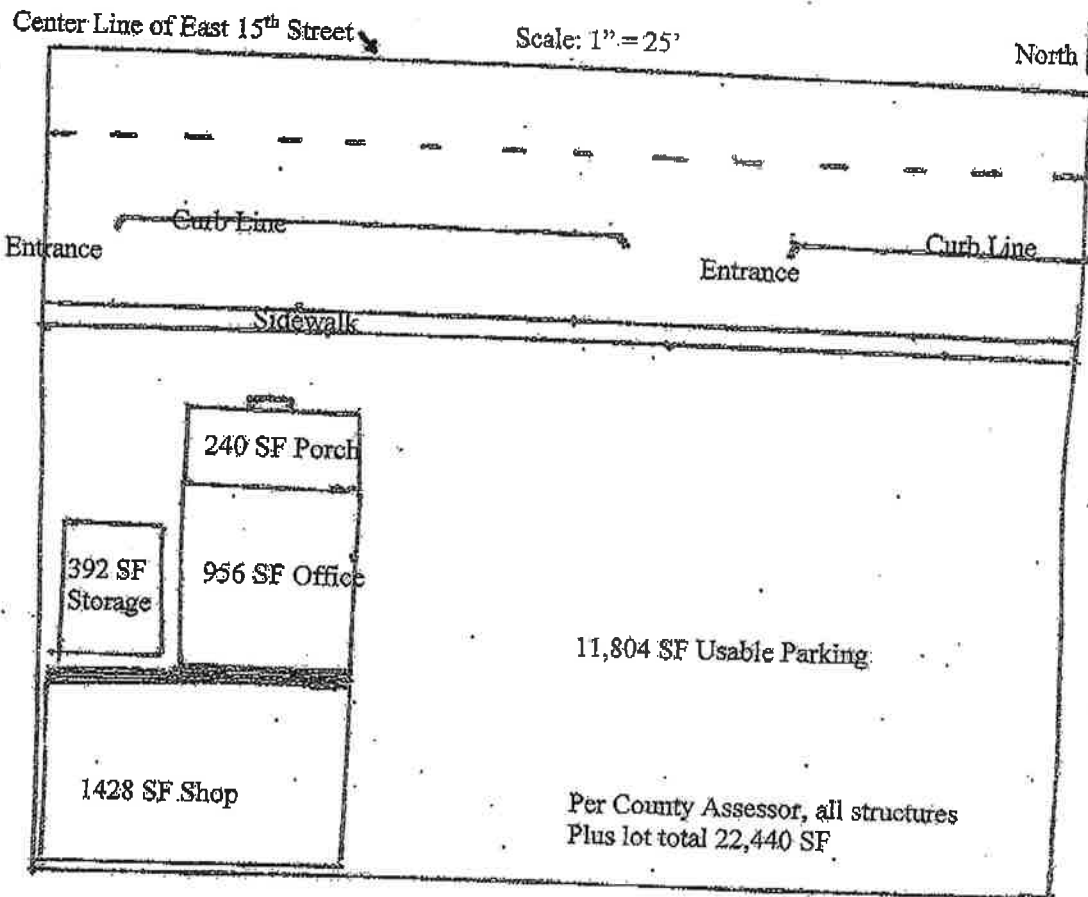 Center Line of East 15th Street
Scale: 1" = 25'
North
Curb Line
Entrance
Curb Line
Entrance
Sidewalk
240 SF Porch
392 SF
Storage
956 SF Office
11,804 SF Usable Parking
1428 SF Shop
Per County Assessor, all structures
Plus lot total 22,440 SF